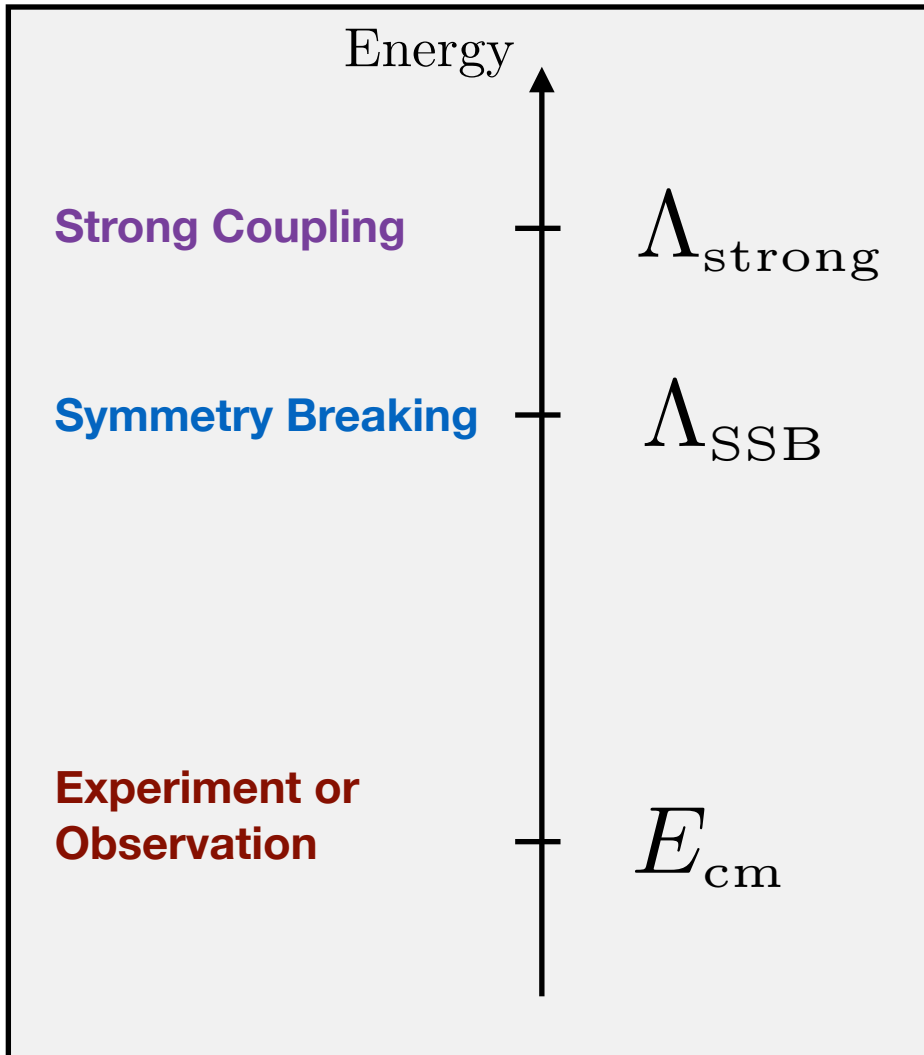 Energy
Strong Coupling
Λstrong
Symmetry Breaking
ΛSSB
Experiment or
Observation
Ecm